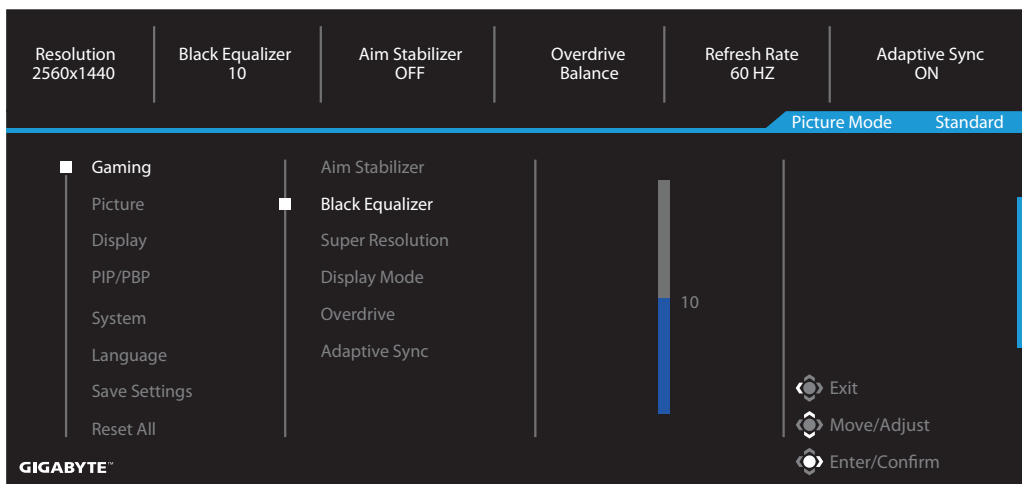 Resolution
2560x1440
Black Equalizer
10
Aim Stabilizer
OFF
Overdrive
Balance
Refresh Rate
60 HZ
Adaptive Sync
ON
Picture Mode Standard
Gaming
Picture
Display
PIP/PBP
System
Language
Save Settings
Reset All
Aim Stabilizer
Black Equalizer
Super Resolution
Display Mode
Overdrive
Adaptive Sync
10
Exit
Move/Adjust
Enter/Confirm
GIGABYTE™